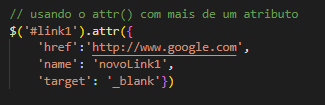 // usando o attr() com mais de um atributo
$('#link1').attr({
'href':'http://www.google.com',
'name': 'novoLink1',
'target': '_blank'})